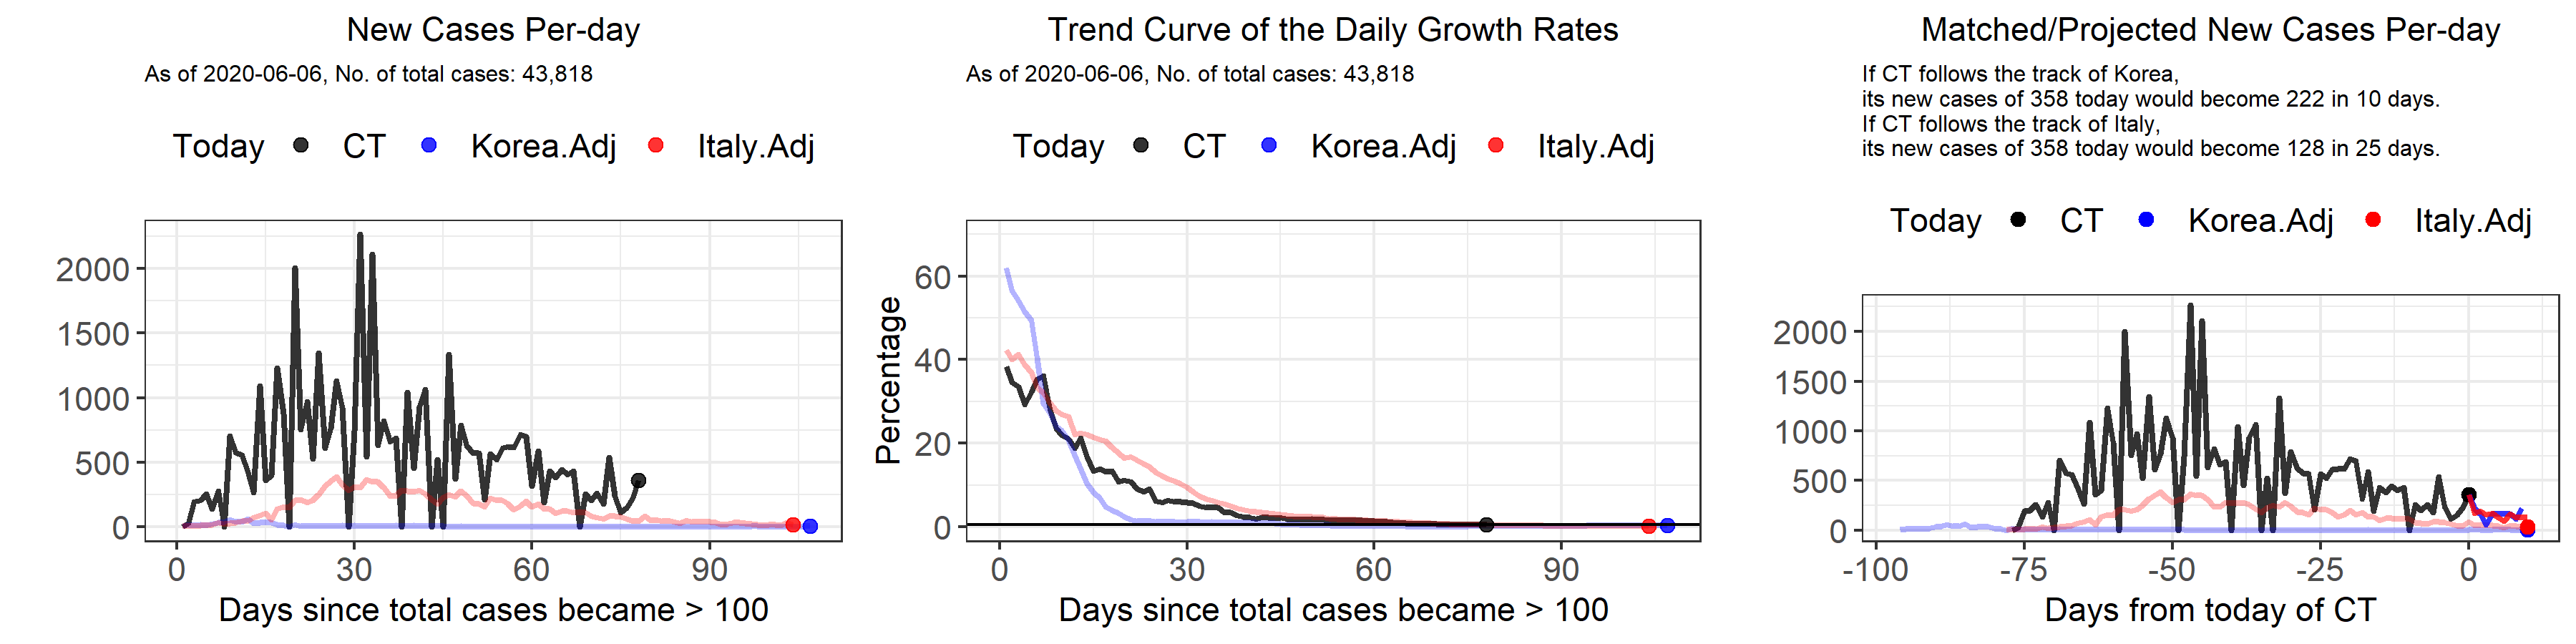 New Cases Per-day
As of 2020-06-06, No. of total cases: 43,818
Today CT Korea.Adj Italy.Adj
2000
1500
1000
500
0
0 30 60 90
Days since total cases became > 100
Trend Curve of the Daily Growth Rates
As of 2020-06-06, No. of total cases: 43,818
Today CT Korea.Adj Italy.Adj
Percentage
60
40
20
0
0 30 60 90
Days since total cases became > 100
Matched/Projected New Cases Per-day
If CT follows the track of Korea,
its new cases of 358 today would become 222 in 10 days.
If CT follows the track of Italy,
its new cases of 358 today would become 128 in 25 days.
Today CT Korea.Adj Italy.Adj
2000
1500
1000
500
0
-100 -75 -50 -25 0
Days from today of CT